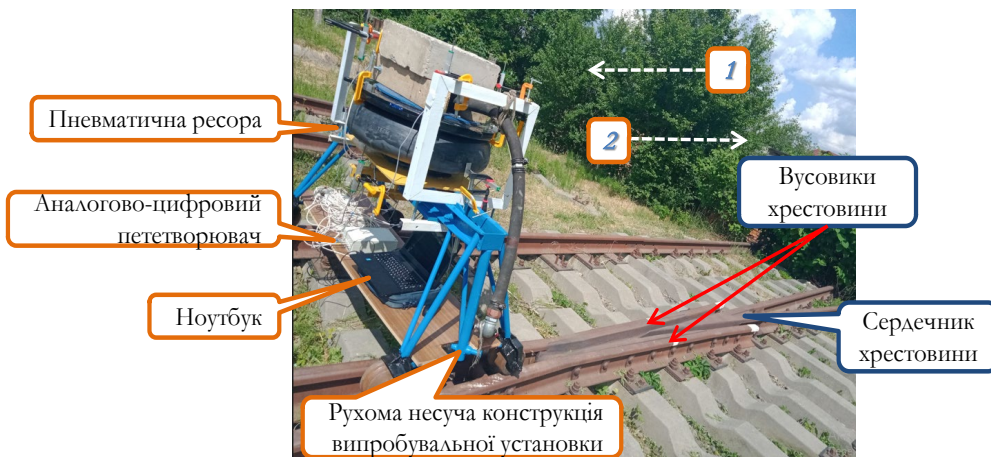 1
2
Пневматична ресора
Вусовики
хрестовини
Аналогово-цифровий
пететворювач
Ноутбук
Сердечник
хрестовини
Рухома несуча конструкція
випробувальної установки